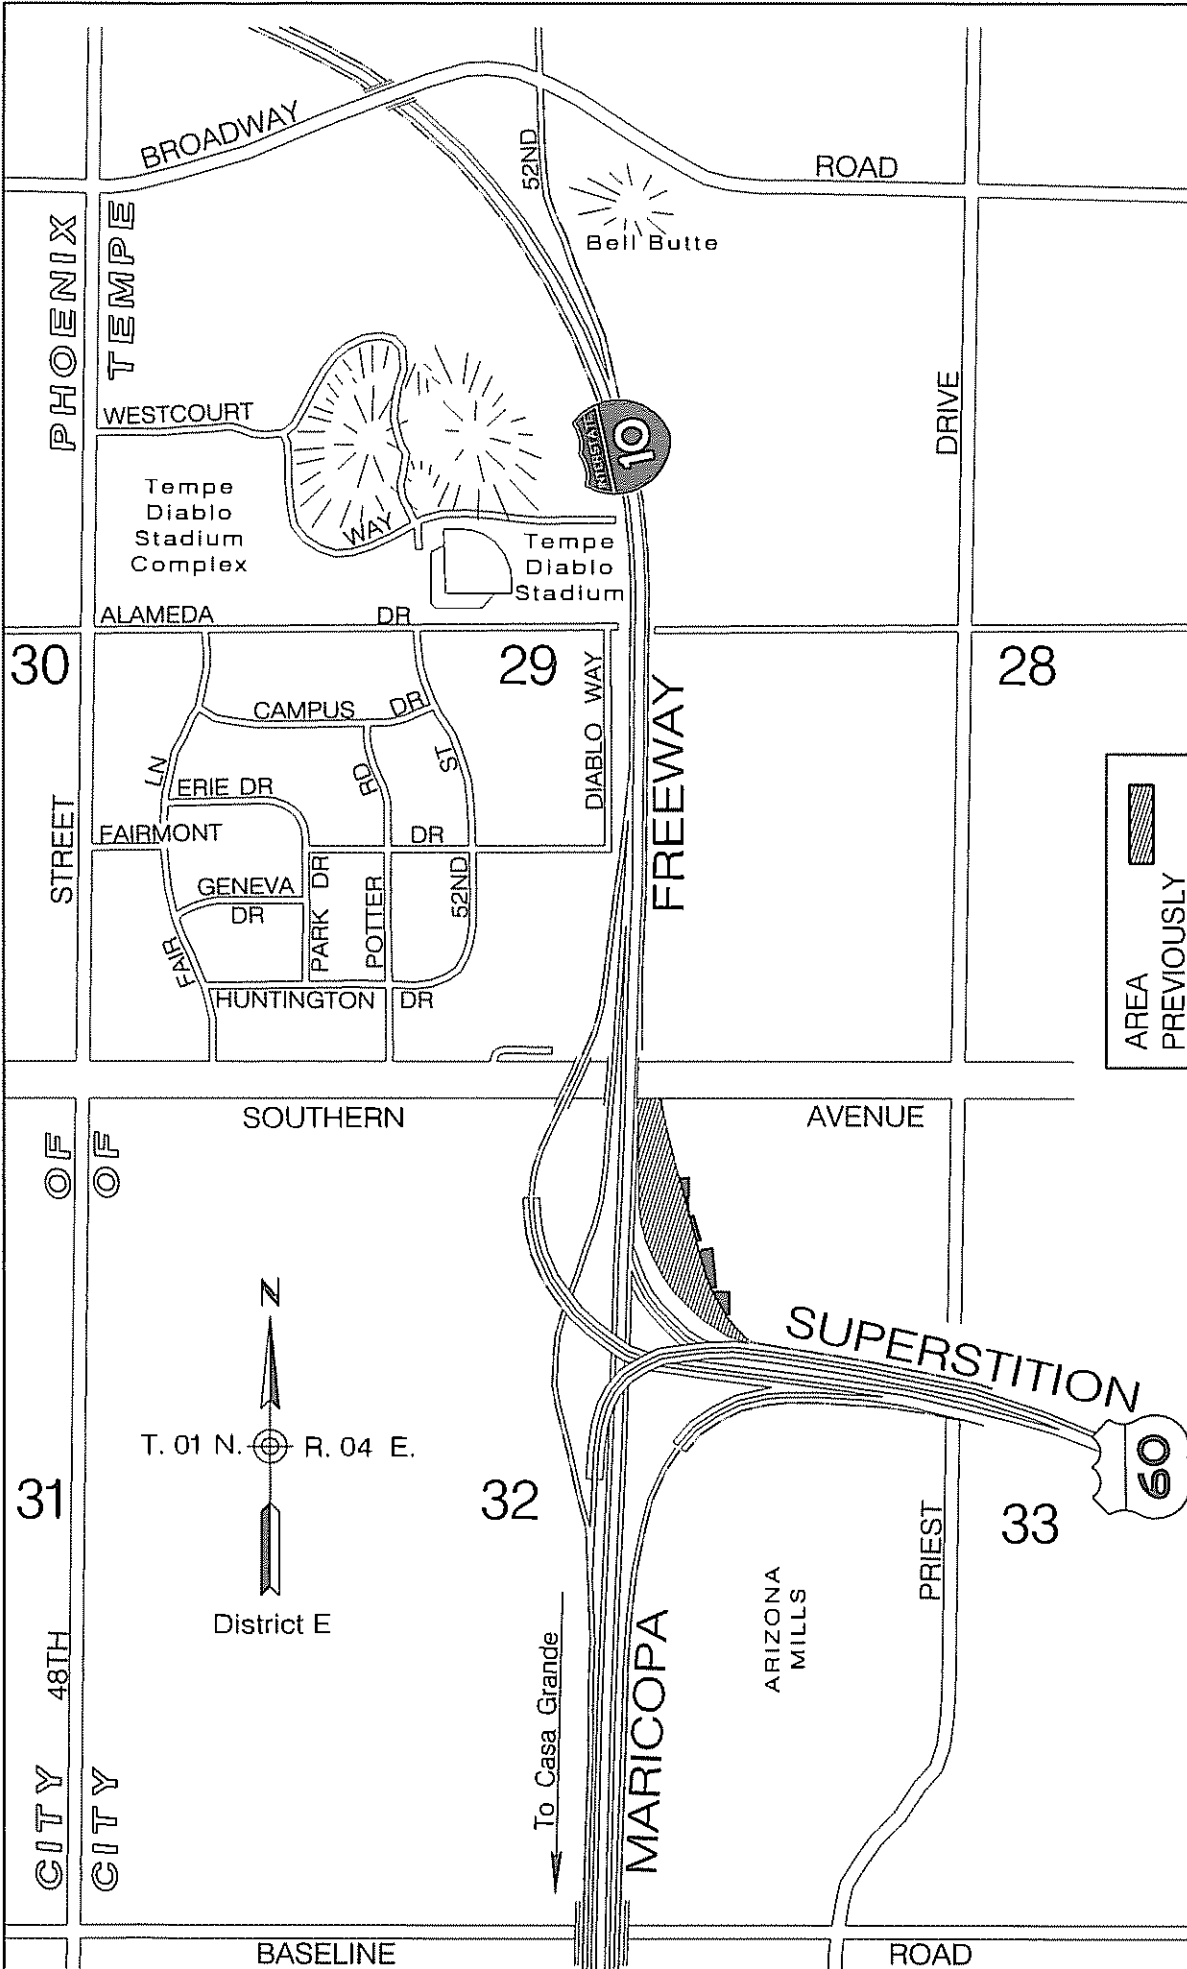 BROADWAY
ROAD
52ND
Bell Butte
PHOENIX
TEMPE
WESTCOURT
WAY
DRIVE
INTERSTATE
10
Tempe
Diablo
Stadium
Complex
Tempe
Diablo
Stadium
ALAMEDA DR
30
29
28
CAMPUS DR
DIABLO WAY
FREEWAY
LN
ERIE DR
RD
ST
STREET
FAIRMONT DR
GENEVA
DR
PARK DR
POTTER
52ND
FAIR
HUNTINGTON DR
AREA
PREVIOUSLY
SOUTHERN AVENUE
OF
OF
N
T. 01 N. R. 04 E.
District E
SUPERSTITION
60
31
32
33
PRIEST
ARIZONA
MILLS
48TH
To Casa Grande
MARICOPA
CITY
CITY
BASELINE ROAD